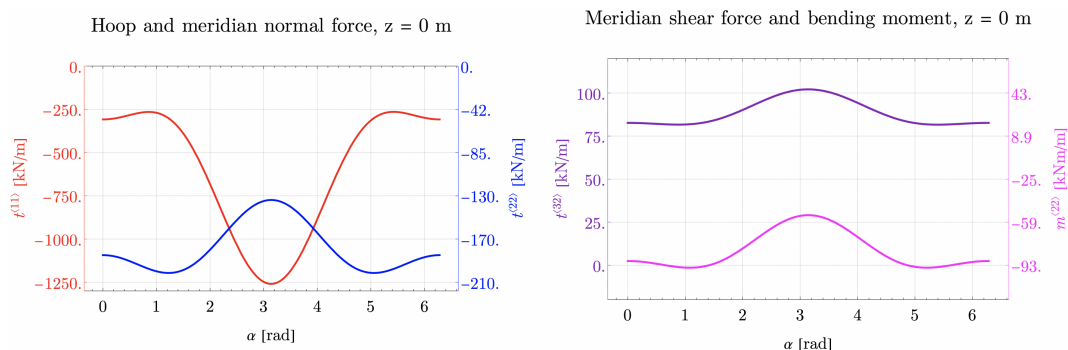 Hoop and meridian normal force, z = 0 m
0.
−250.
−500.
−750.
−1000.
−1250.
t⟨11⟩ [kN/m]
0.
−42.
−85.
−130.
−170.
−210.
t⟨22⟩ [kN/m]
0 1 2 3 4 5 6
α [rad]
Meridian shear force and bending moment, z = 0 m
100.
75.
50.
25.
0.
t⟨32⟩ [kN/m]
43.
8.9
−25.
−59.
−93.
m⟨22⟩ [kNm/m]
0 1 2 3 4 5 6
α [rad]